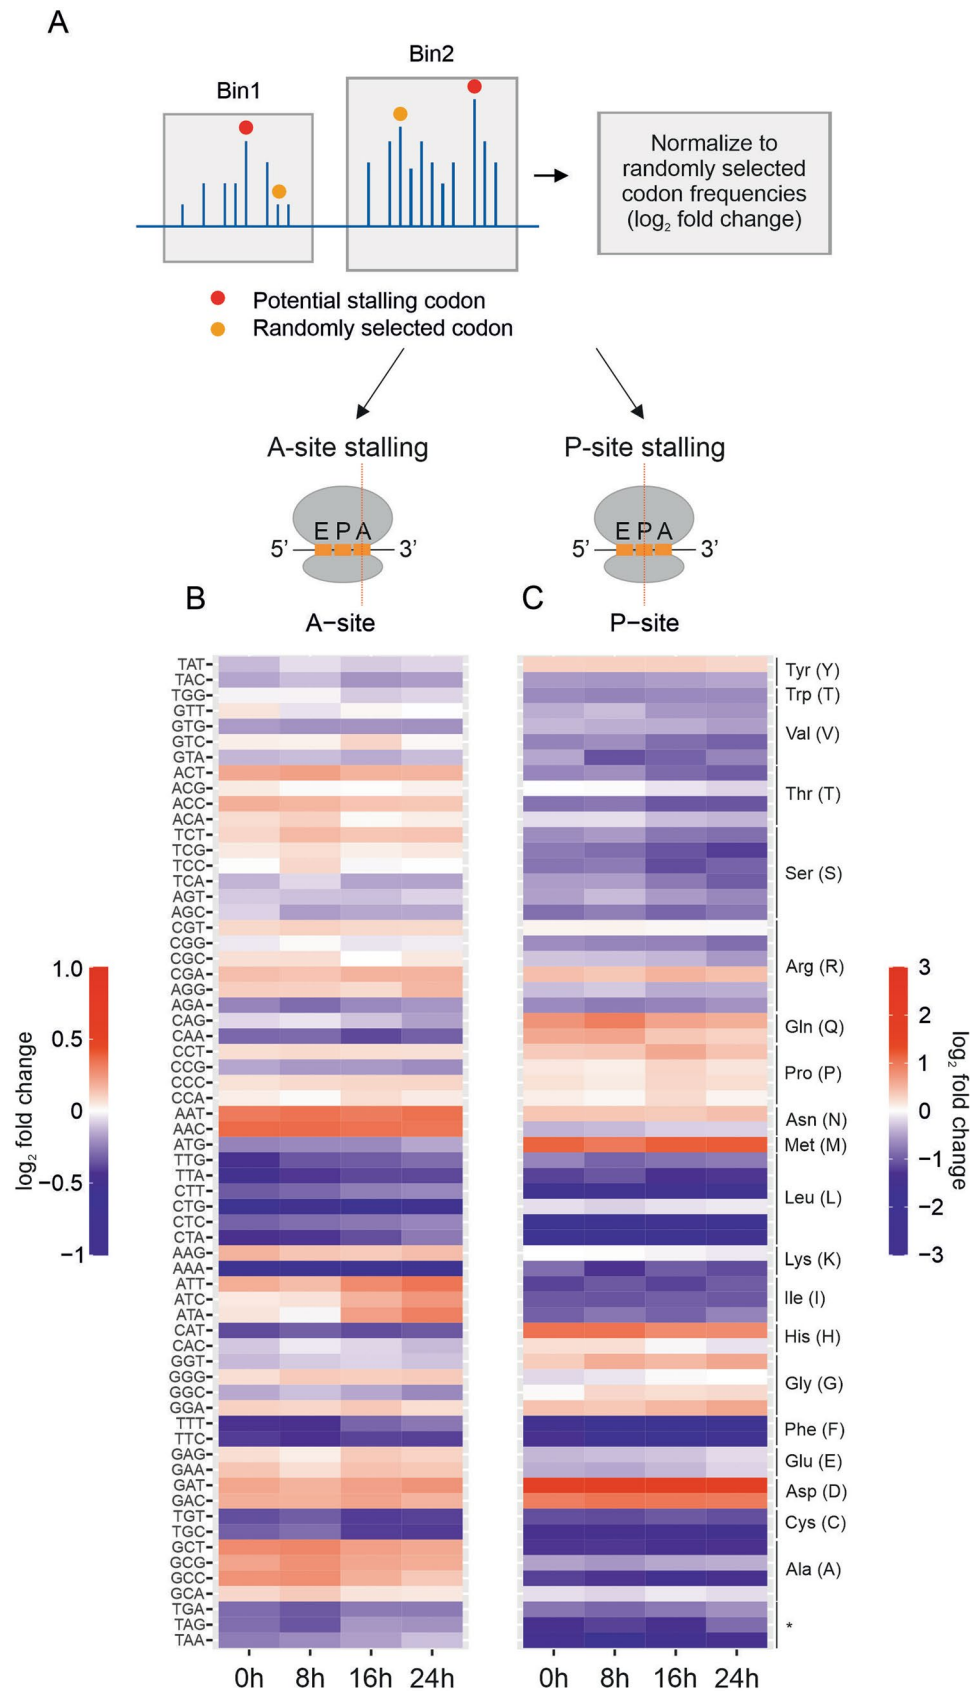 A
Bin1
Bin2
Normalize to
randomly selected
codon frequencies
(log2 fold change)
Potential stalling codon
Randomly selected codon
A-site stalling
P-site stalling
E P A
5’ 3’
E P A
5’ 3’
B
A−site
C
P−site
TAT
TAC
TGG
GTT
GTG
GTC
GTA
ACT
ACG
ACC
ACA
TCT
TCG
TCC
TCA
AGT
AGC
CGT
CGG
CGC
CGA
AGG
AGA
CAG
CAA
CCT
CCG
CCC
CCA
AAT
AAC
ATG
TTG
TTA
CTT
CTG
CTC
CTA
AAG
AAA
ATT
ATC
ATA
CAT
CAC
GGT
GGG
GGC
GGA
TTT
TTC
GAG
GAA
GAT
GAC
TGT
TGC
GCT
GCG
GCC
GCA
TGA
TAG
TAA
Tyr (Y)
Trp (T)
Val (V)
Thr (T)
Ser (S)
Arg (R)
Gln (Q)
Pro (P)
Asn (N)
Met (M)
Leu (L)
Lys (K)
Ile (I)
His (H)
Gly (G)
Phe (F)
Glu (E)
Asp (D)
Cys (C)
Ala (A)
*
1.0
0.5
0
−0.5
−1
log2 fold change
3
2
1
0
−1
−2
−3
log2 fold change
0h 8h 16h 24h
0h 8h 16h 24h